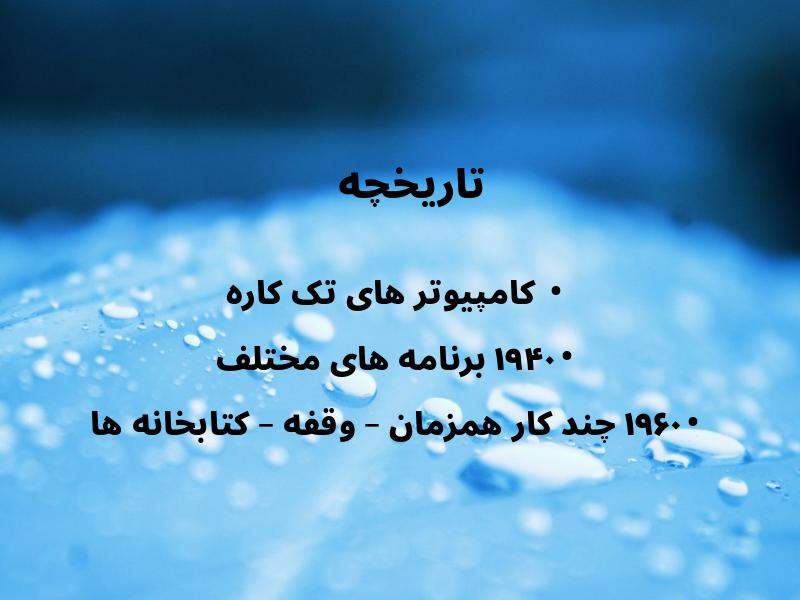 تاریخچه
• کامپیوتر های تک کاره
•۱۹۴۰ برنامه های مختلف
•۱۹۶۰ چند کار همزمان – وقفه – کتابخانه ها